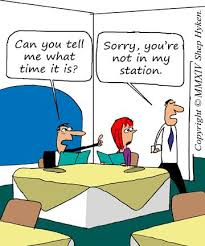 Can you tell
me what
time it is?
Sorry, you're
not in my
station.
Copyright © MMXIV Shep Hyken.